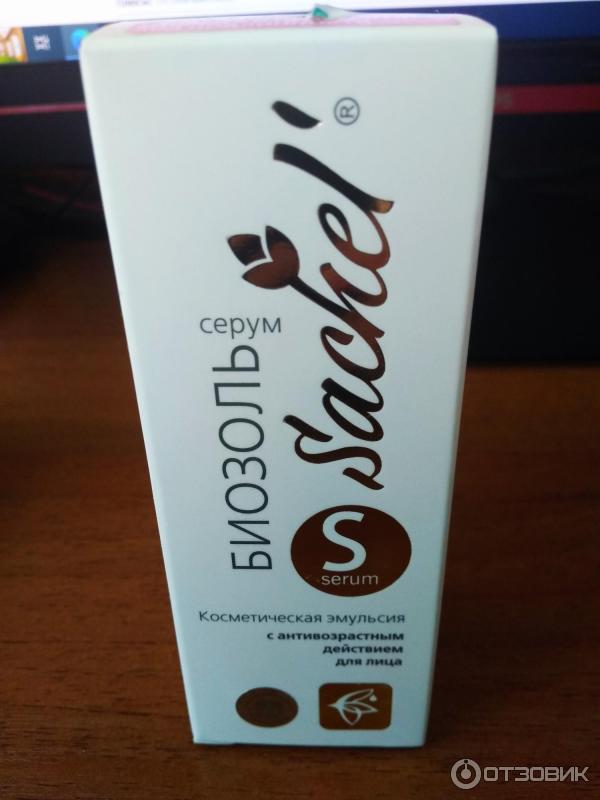 Sachel'®
серум
БИОЗОЛЬ
S
serum
Косметическая эмульсия
с антивозрастным
действием
для лица
ОТЗОВИК